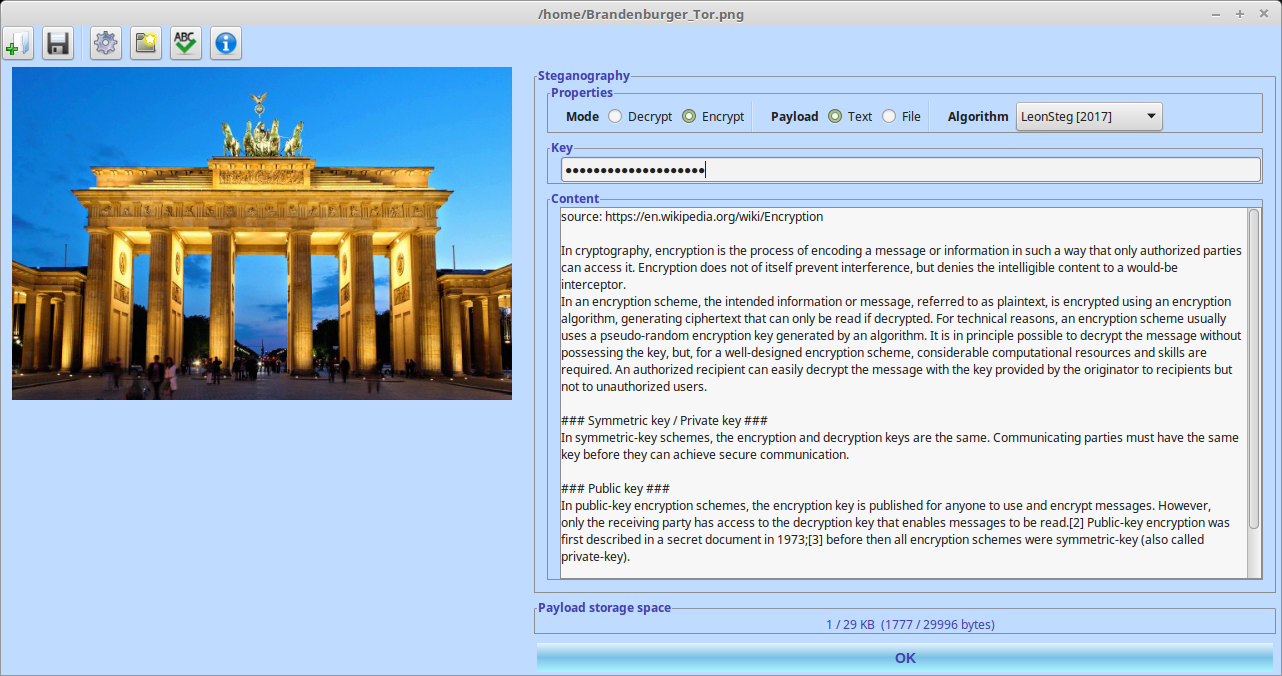 /home/Brandenburger_Tor.png
ABC
Steganography
Properties
Mode Decrypt Encrypt Payload Text File Algorithm LeonSteg [2017]
Key
●●●●●●●●●●●●●●●●●●●●
Content
source: https://en.wikipedia.org/wiki/Encryption
In cryptography, encryption is the process of encoding a message or information in such a way that only authorized parties
can access it. Encryption does not of itself prevent interference, but denies the intelligible content to a would-be
interceptor.
In an encryption scheme, the intended information or message, referred to as plaintext, is encrypted using an encryption
algorithm, generating ciphertext that can only be read if decrypted. For technical reasons, an encryption scheme usually
uses a pseudo-random encryption key generated by an algorithm. It is in principle possible to decrypt the message without
possessing the key, but, for a well-designed encryption scheme, considerable computational resources and skills are
required. An authorized recipient can easily decrypt the message with the key provided by the originator to recipients but
not to unauthorized users.
### Symmetric key / Private key ###
In symmetric-key schemes, the encryption and decryption keys are the same. Communicating parties must have the same
key before they can achieve secure communication.
### Public key ###
In public-key encryption schemes, the encryption key is published for anyone to use and encrypt messages. However,
only the receiving party has access to the decryption key that enables messages to be read.[2] Public-key encryption was
first described in a secret document in 1973;[3] before then all encryption schemes were symmetric-key (also called
private-key).
Payload storage space
1 / 29 KB (1777 / 29996 bytes)
OK